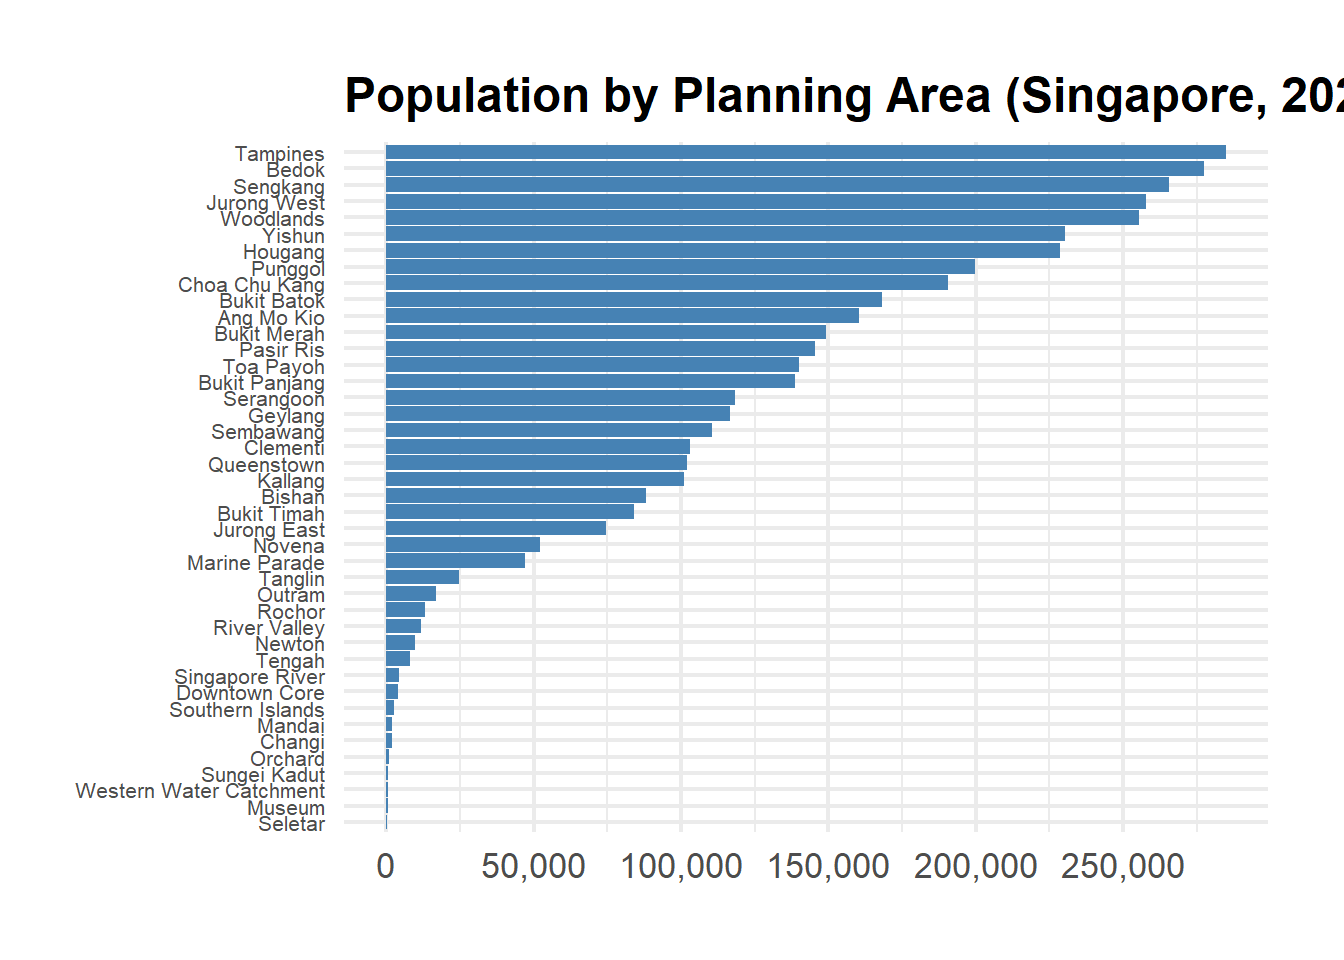 Population by Planning Area (Singapore, 202
Tampines
Bedok
Sengkang
Jurong West
Woodlands
Yishun
Hougang
Punggol
Choa Chu Kang
Bukit Batok
Ang Mo Kio
Bukit Merah
Pasir Ris
Toa Payoh
Bukit Panjang
Serangoon
Geylang
Sembawang
Clementi
Queenstown
Kallang
Bishan
Bukit Timah
Jurong East
Novena
Marine Parade
Tanglin
Outram
Rochor
River Valley
Newton
Tengah
Singapore River
Downtown Core
Southern Islands
Mandai
Changi
Orchard
Sungei Kadut
Western Water Catchment
Museum
Seletar
0 50,000 100,000 150,000 200,000 250,000